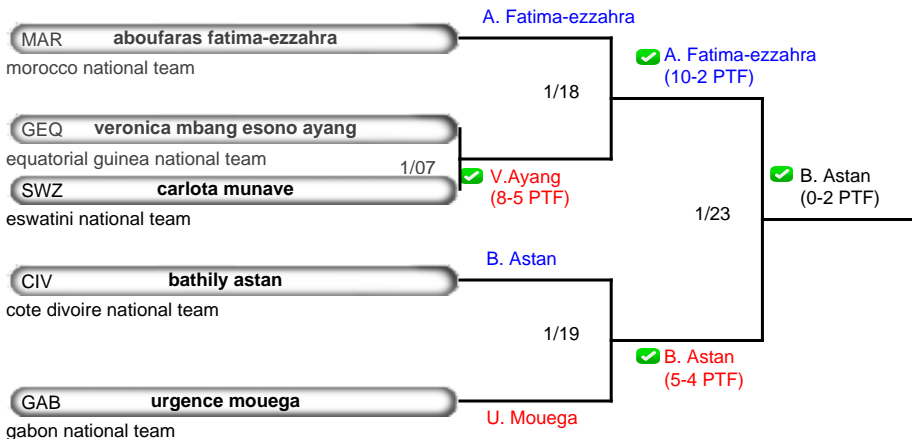 A. Fatima-ezzahra
MAR aboufaras fatima-ezzahra
morocco national team
1/18
A. Fatima-ezzahra
(10-2 PTF)
GEQ veronica mbang esono ayang
equatorial guinea national team
1/07
V.Ayang
(8-5 PTF)
SWZ carlota munave
eswatini national team
1/23
B. Astan
(0-2 PTF)
B. Astan
CIV bathily astan
cote divoire national team
1/19
B. Astan
(5-4 PTF)
GAB urgence mouega
gabon national team
U. Mouega